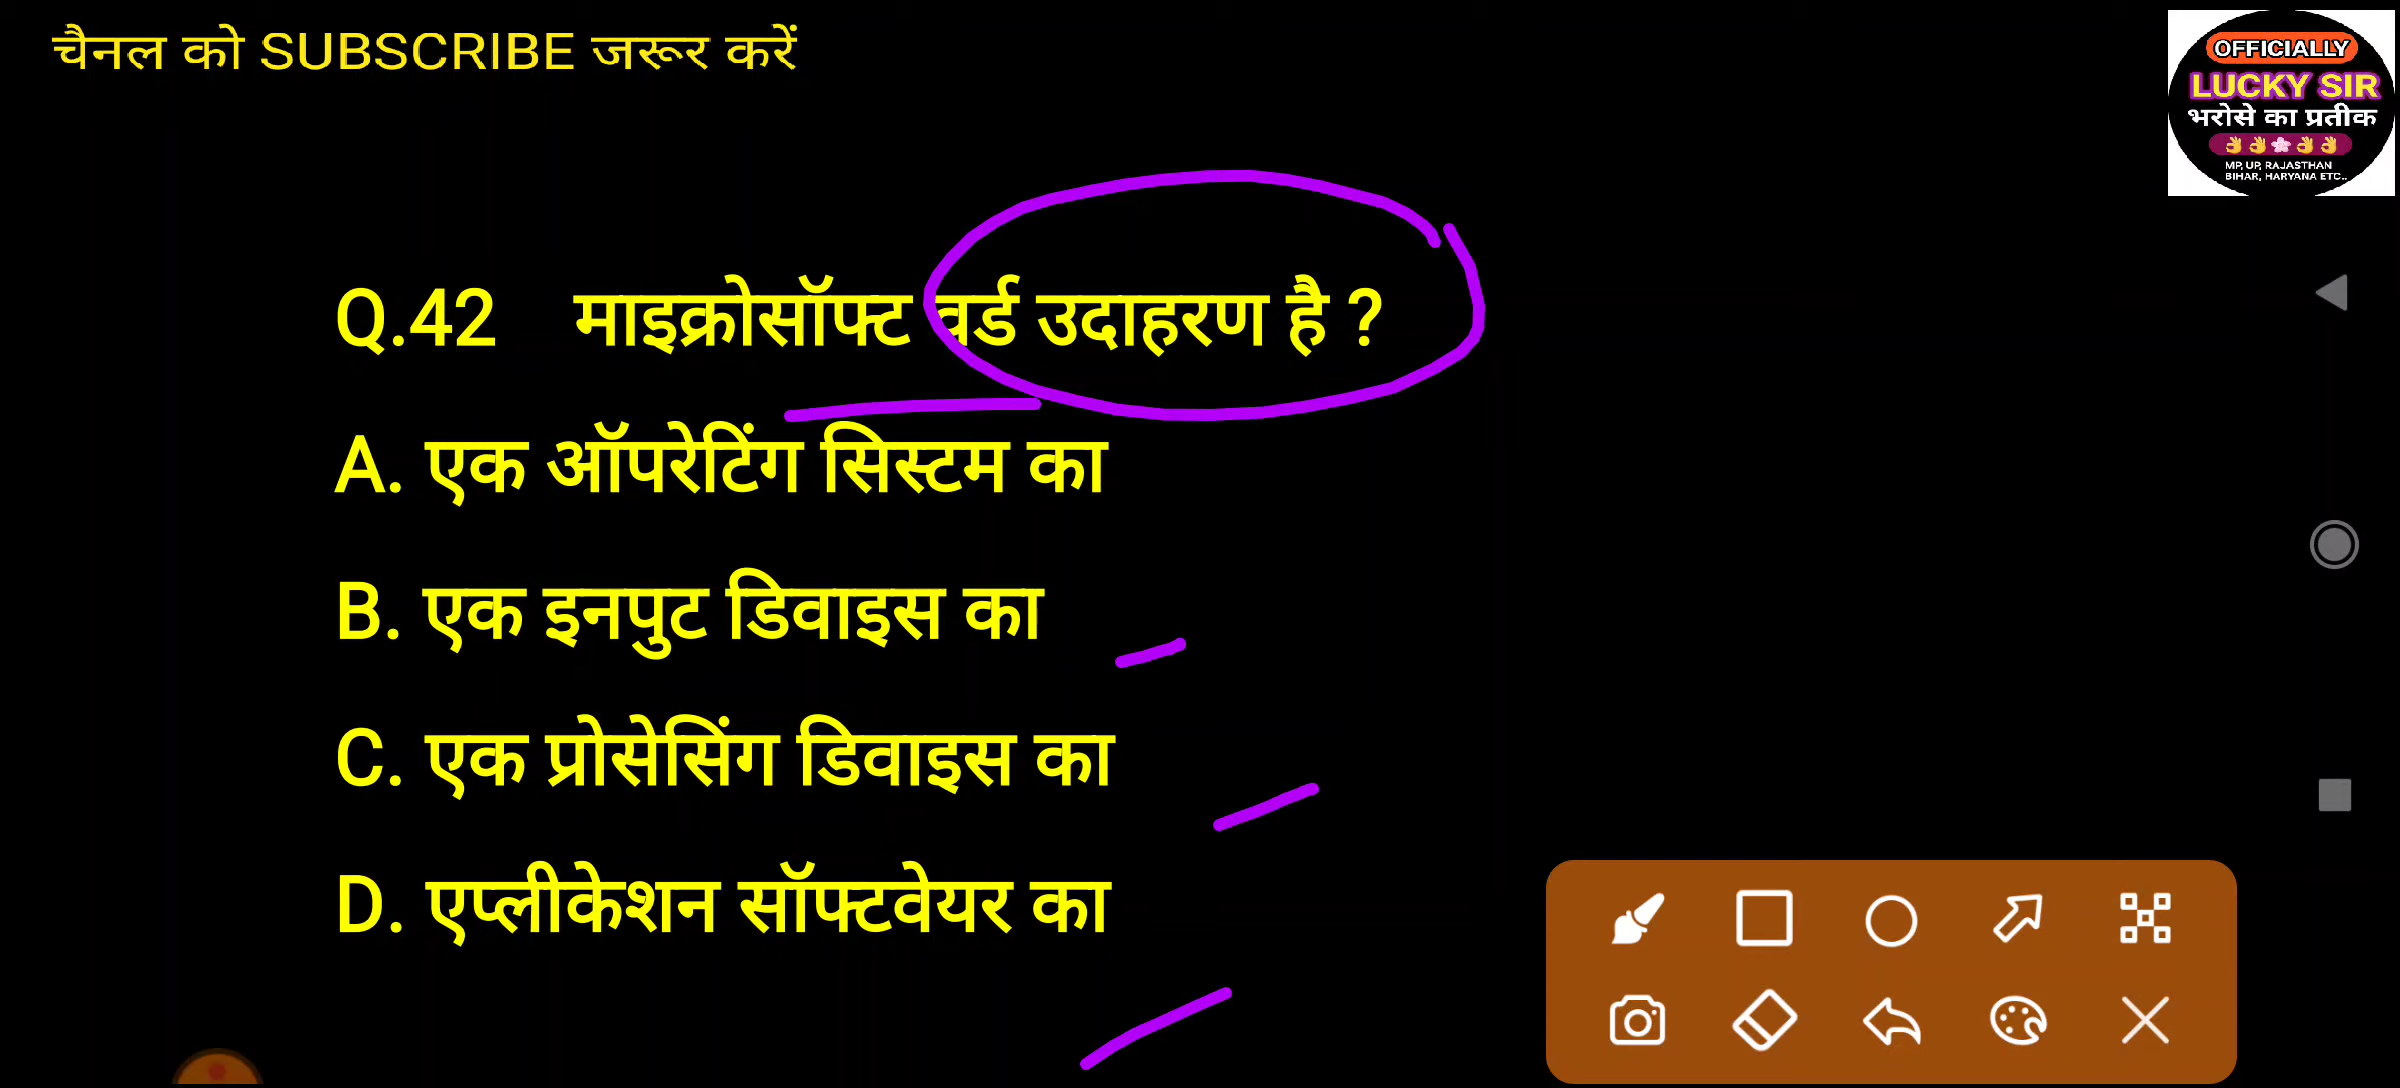 चैनल को SUBSCRIBE जरूर करें
OFFICIALLY
LUCKY SIR
भरोसे का प्रतीक
MP, UP, RAJASTHAN
BIHAR, HARYANA ETC..
Q.42 माइक्रोसॉफ्ट वर्ड उदाहरण है ?
A. एक ऑपरेटिंग सिस्टम का
B. एक इनपुट डिवाइस का
C. एक प्रोसेसिंग डिवाइस का
D. एप्लीकेशन सॉफ्टवेयर का